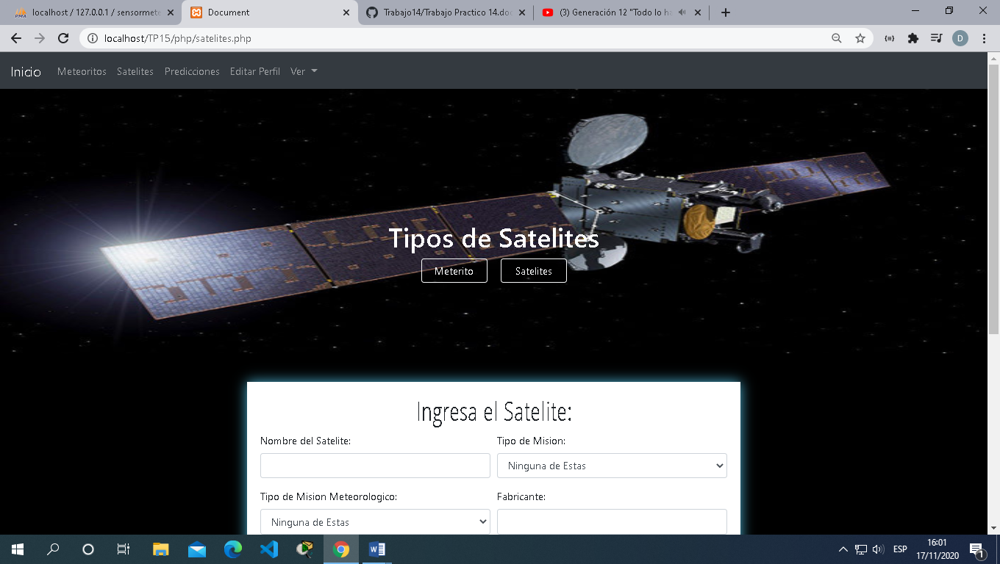 localhost / 127.0.0.1 / sensormete
Document
Trabajo14/Trabajo Practico 14.do
(3) Generación 12 "Todo lo ha
localhost/TP15/php/satelites.php
D
Inicio Meteoritos Satelites Predicciones Editar Perfil Ver
Tipos de Satelites
Meterito Satelites
Ingresa el Satelite:
Nombre del Satelite: Tipo de Mision:
Ninguna de Estas
Tipo de Mision Meteorologico: Fabricante:
Ninguna de Estas
ESP
16:01
17/11/2020
1